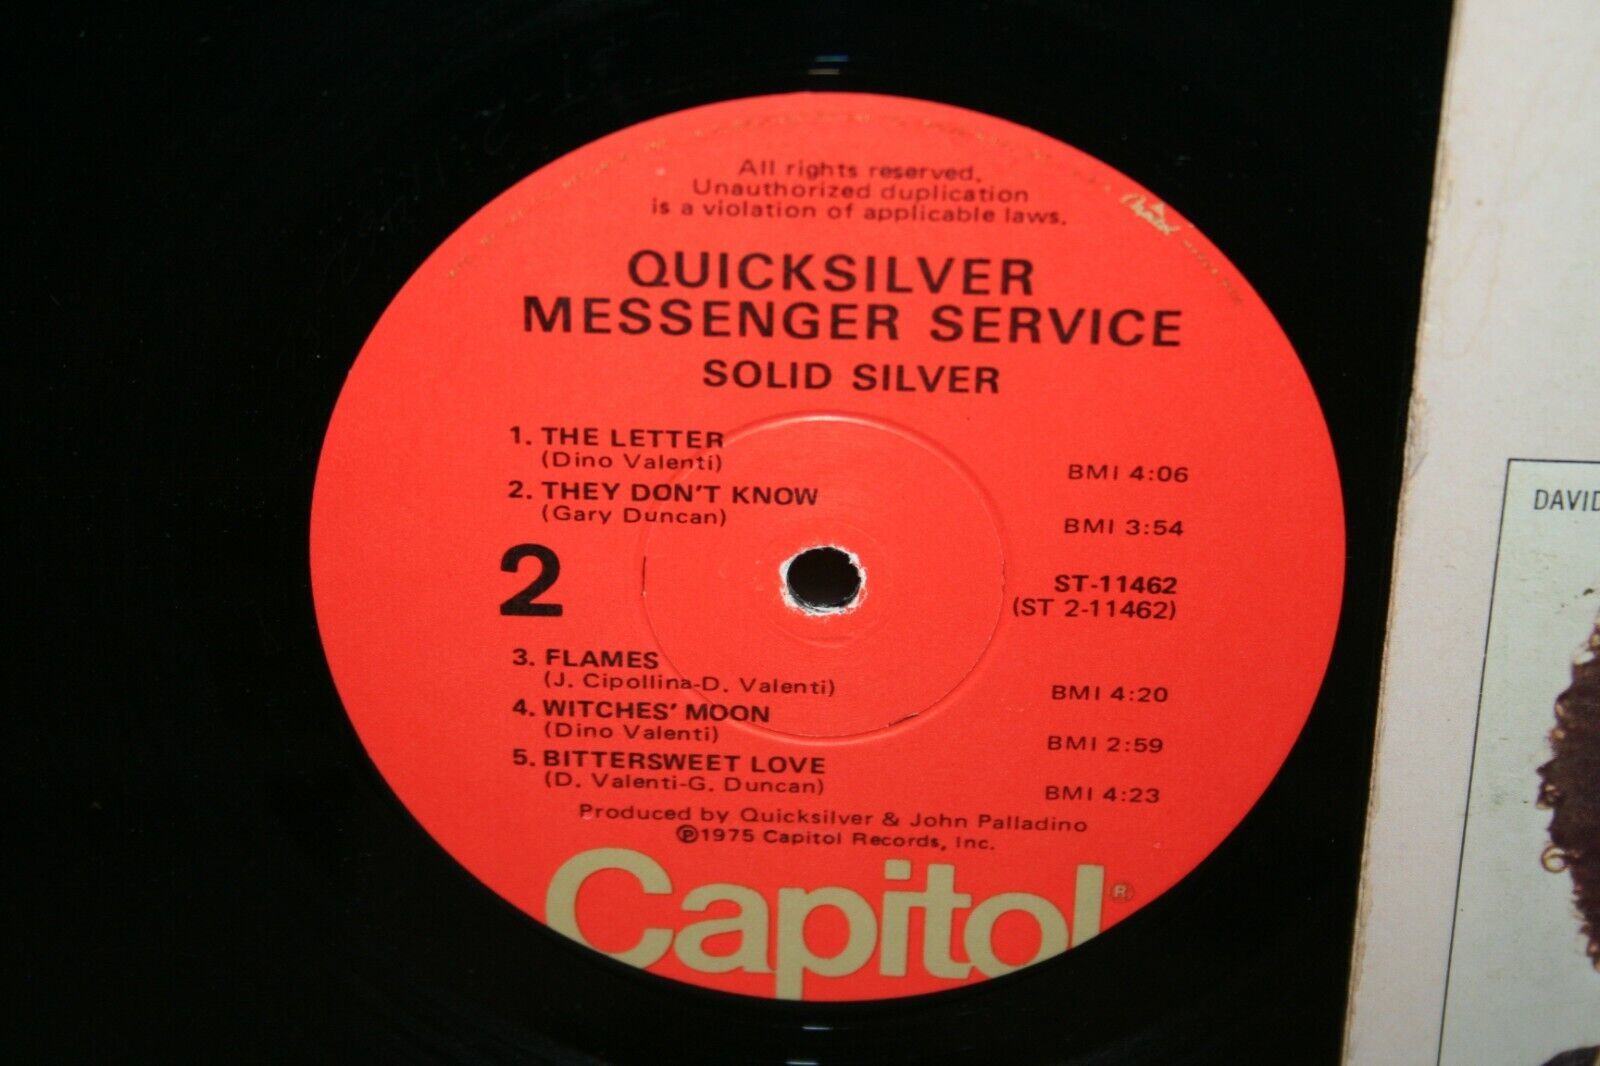 All rights reserved.
Unauthorized duplication
is a violation of applicable laws.
Capitol
QUICKSILVER
MESSENGER SERVICE
SOLID SILVER
1. THE LETTER
(Dino Valenti) BMI 4:06
2. THEY DON'T KNOW
(Gary Duncan) BMI 3:54
2
ST-11462
(ST 2-11462)
3. FLAMES
(J. Cipollina-D. Valenti) BMI 4:20
4. WITCHES' MOON
(Dino Valenti) BMI 2:59
5. BITTERSWEET LOVE
(D. Valenti-G. Duncan) BMI 4:23
Produced by Quicksilver & John Palladino
℗1975 Capitol Records, Inc.
Capitol®
DAVID